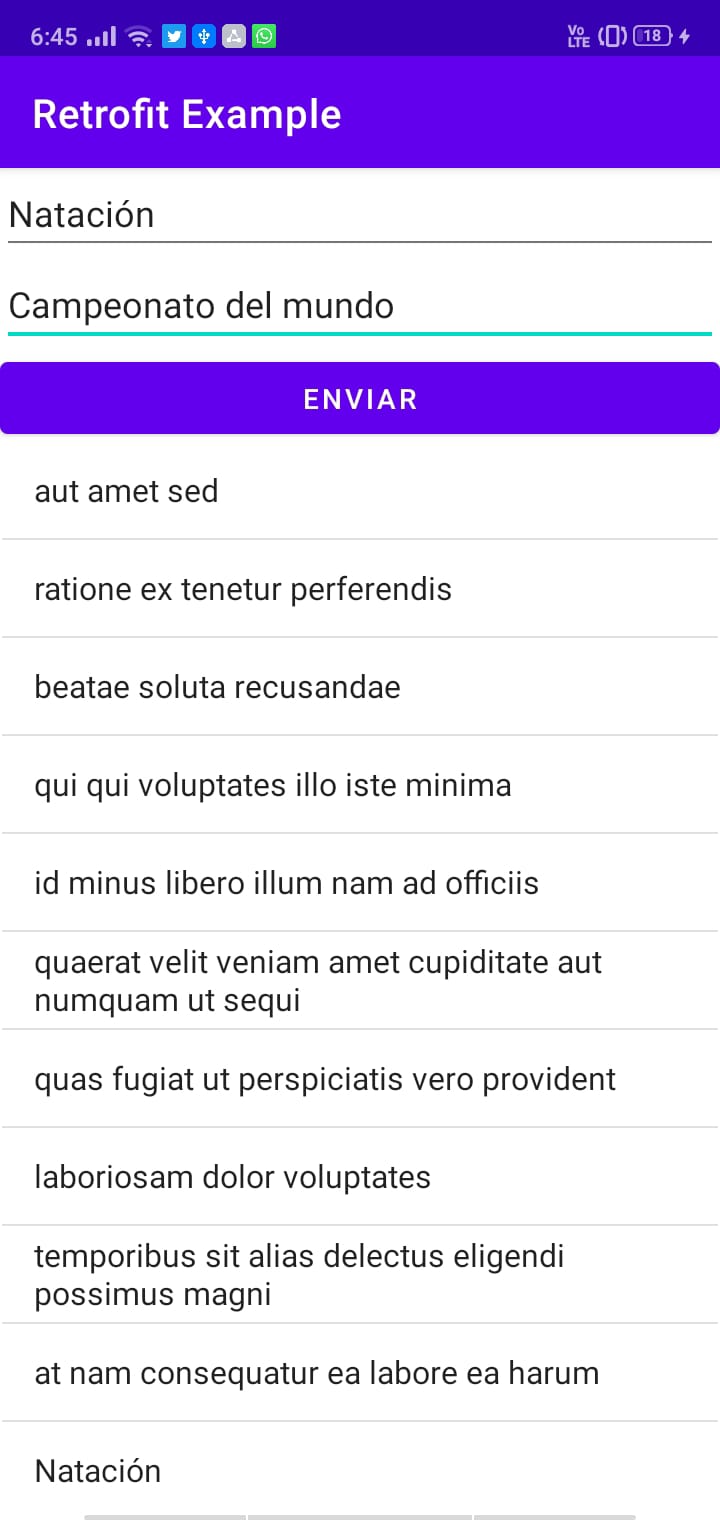 6:45
Vo
LTE
18
Retrofit Example
Natación
Campeonato del mundo
ENVIAR
aut amet sed
ratione ex tenetur perferendis
beatae soluta recusandae
qui qui voluptates illo iste minima
id minus libero illum nam ad officiis
quaerat velit veniam amet cupiditate aut
numquam ut sequi
quas fugiat ut perspiciatis vero provident
laboriosam dolor voluptates
temporibus sit alias delectus eligendi
possimus magni
at nam consequatur ea labore ea harum
Natación